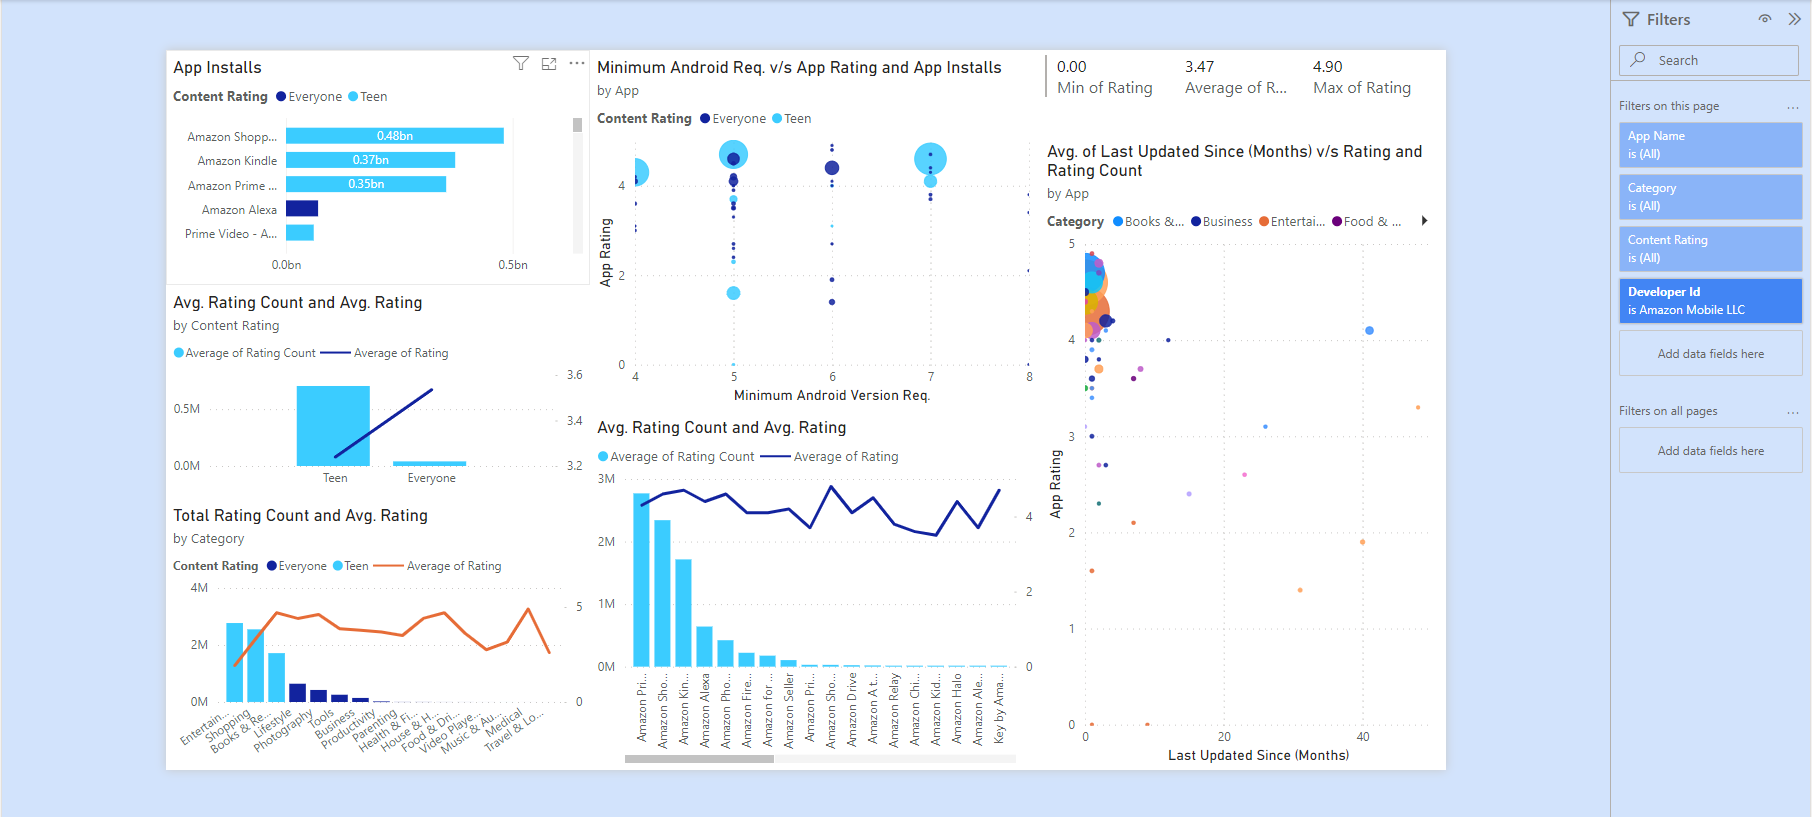 App Installs
Content Rating Everyone Teen
Amazon Shopp... 0.48bn
Amazon Kindle 0.37bn
Amazon Prime ... 0.35bn
Amazon Alexa
Prime Video - A...
0.0bn 0.5bn
Avg. Rating Count and Avg. Rating
by Content Rating
Average of Rating Count Average of Rating
3.6
0.5M
3.4
0.0M
3.2
Teen Everyone
Total Rating Count and Avg. Rating
by Category
Content Rating Everyone Teen Average of Rating
4M
5
2M
0M
0
Entertain...
Shopping
Books & Re...
Lifestyle
Photography
Tools
Business
Productivity
Parenting
Health & Fi...
House & H...
Food & Dri...
Video Playe...
Music & Au...
Medical
Travel & Lo...
Minimum Android Req. v/s App Rating and App Installs
by App
Content Rating Everyone Teen
App Rating
4
2
0
4 5 6 7 8
Minimum Android Version Req.
Avg. Rating Count and Avg. Rating
Average of Rating Count Average of Rating
3M
4
2M
2
1M
0M
0
Amazon Pri...
Amazon Sho...
Amazon Kin...
Amazon Alexa
Amazon Pho...
Amazon Fire...
Amazon for ...
Amazon Seller
Amazon Pri...
Amazon Sho...
Amazon Drive
Amazon A t...
Amazon Relay
Amazon Chi...
Amazon Kid...
Amazon Halo
Amazon Ale...
Key by Ama...
0.00 3.47 4.90
Min of Rating Average of R... Max of Rating
Avg. of Last Updated Since (Months) v/s Rating and
Rating Count
by App
Category Books &... Business Entertai... Food & ...
App Rating
5
4
3
2
1
0
0 20 40
Last Updated Since (Months)
Filters
Search
Filters on this page ...
App Name
is (All)
Category
is (All)
Content Rating
is (All)
Developer Id
is Amazon Mobile LLC
Add data fields here
Filters on all pages ...
Add data fields here